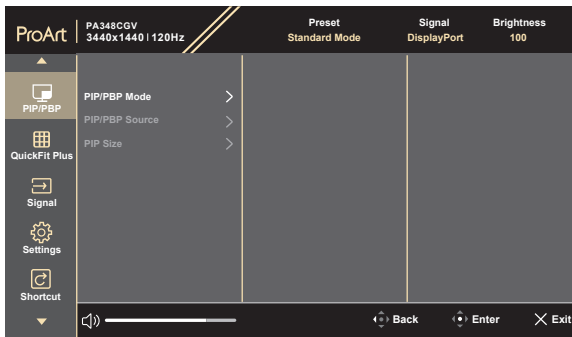 ProArt
PA348CGV
3440x1440 | 120Hz
Preset
Standard Mode
Signal
DisplayPort
Brightness
100
PIP/PBP
QuickFit Plus
Signal
Settings
Shortcut
PIP/PBP Mode
PIP/PBP Source
PIP Size
Back
Enter
Exit